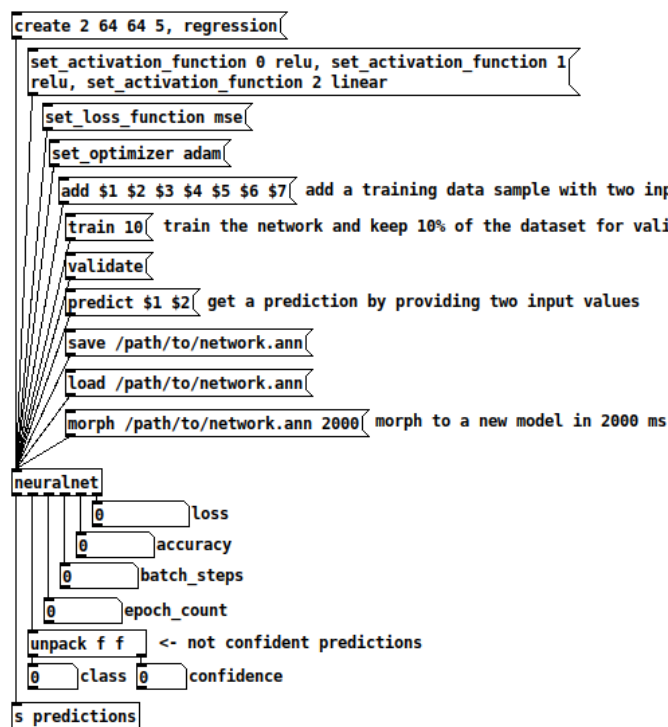 create 2 64 64 5, regression
set_activation_function 0 relu, set_activation_function 1
relu, set_activation_function 2 linear
set_loss_function mse
set_optimizer adam
add $1 $2 $3 $4 $5 $6 $7 add a training data sample with two inp
train 10 train the network and keep 10% of the dataset for vali
validate
predict $1 $2 get a prediction by providing two input values
save /path/to/network.ann
load /path/to/network.ann
morph /path/to/network.ann 2000 morph to a new model in 2000 ms
neuralnet
0 loss
0 accuracy
0 batch_steps
0 epoch_count
unpack f f <- not confident predictions
0 class 0 confidence
s predictions